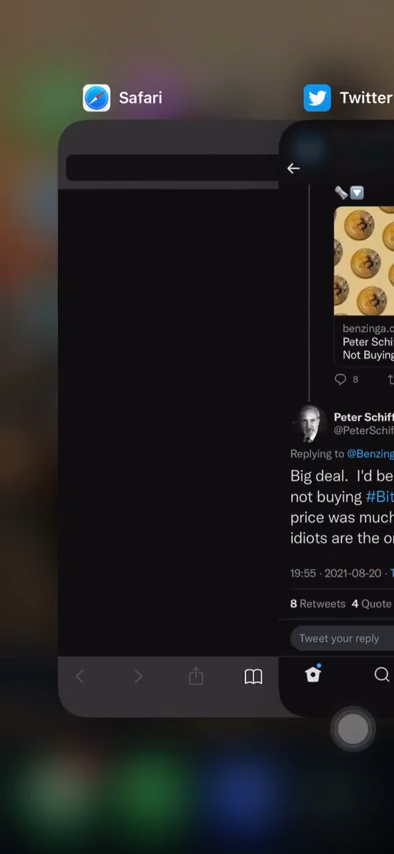 Safari
Twitter
benzinga.c
Peter Schi
Not Buying
8
Peter Schiff
@PeterSchif
Replying to @Benzing
Big deal. I'd be
not buying #Bit
price was much
idiots are the o
19:55 · 2021-08-20 · T
8 Retweets 4 Quote
Tweet your reply